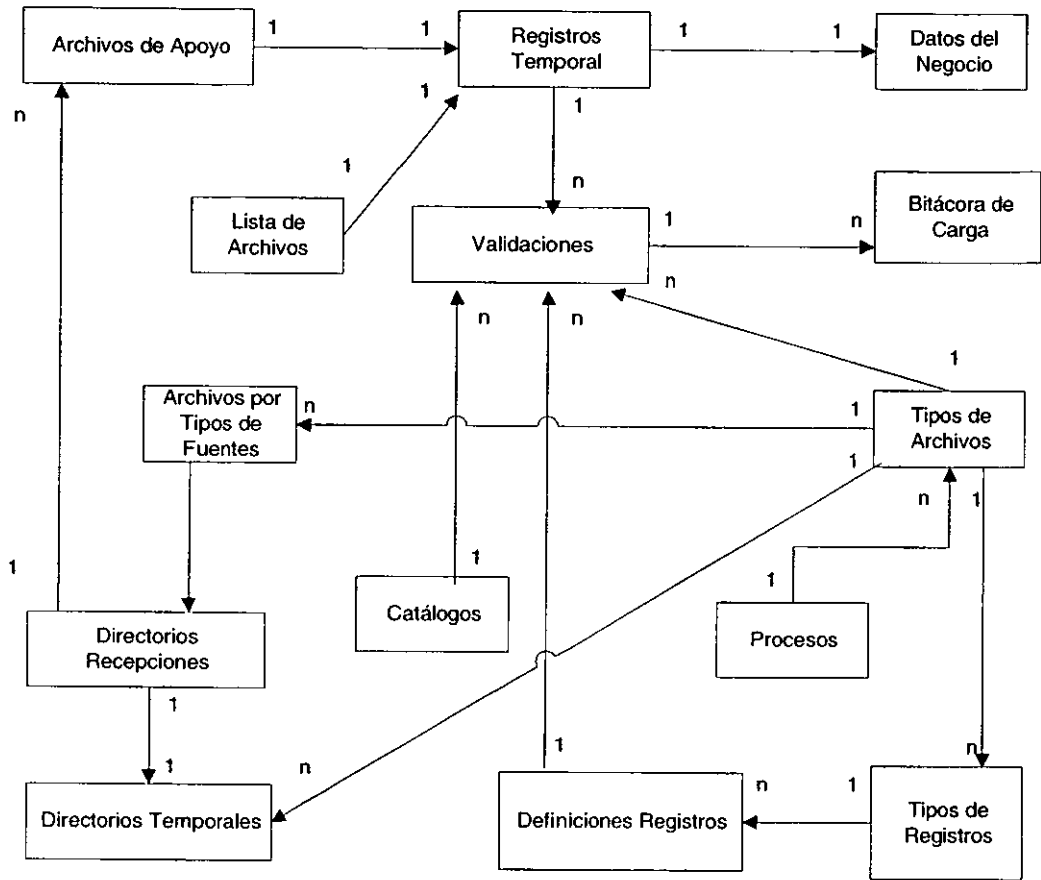 1
1
1
1
Archivos de Apoyo
Registros
Temporal
Datos del
Negocio
n
1
1
1
n
Lista de
Archivos
Validaciones
1
n
Bitácora de
Carga
n
n
n
1
Archivos por
Tipos de
Fuentes
n
1
Tipos de
Archivos
1
n
1
1
1
1
Catálogos
Procesos
Directorios
Recepciones
1
1
n
1
n
1
n
Directorios Temporales
Definiciones Registros
Tipos de
Registros